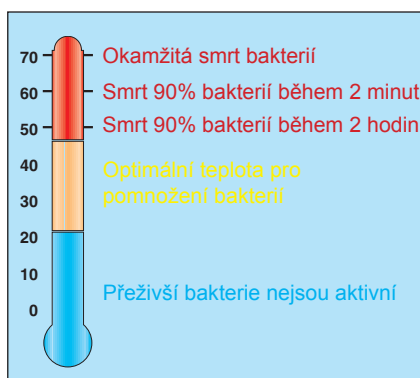 70 Okamžitá smrt bakterií
60 Smrt 90% bakterií během 2 minut
50 Smrt 90% bakterií během 2 hodin
40 Optimální teplota pro
30 pomnožení bakterií
20
10 Přeživší bakterie nejsou aktivní
0